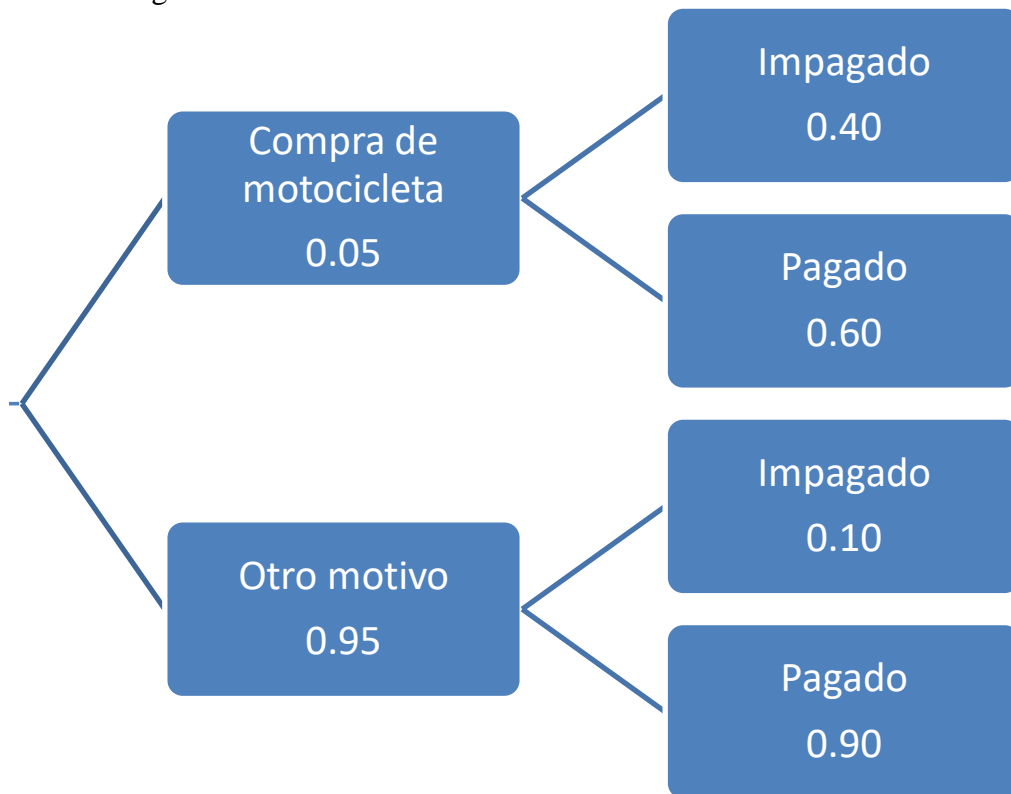 Impagado
0.40
Compra de
motocicleta
0.05
Pagado
0.60
Impagado
0.10
Otro motivo
0.95
Pagado
0.90